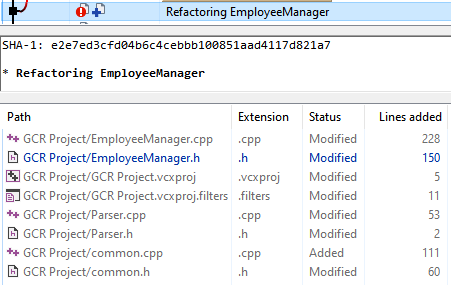 Refactoring EmployeeManager
SHA-1: e2e7ed3cfd04b6c4cebbb100851aad4117d821a7
* Refactoring EmployeeManager
Path Extension Status Lines added
GCR Project/EmployeeManager.cpp .cpp Modified 228
GCR Project/EmployeeManager.h .h Modified 150
GCR Project/GCR Project.vcxproj .vcxproj Modified 5
GCR Project/GCR Project.vcxproj.filters .filters Modified 11
GCR Project/Parser.cpp .cpp Modified 53
GCR Project/Parser.h .h Modified 2
GCR Project/common.cpp .cpp Added 111
GCR Project/common.h .h Modified 60